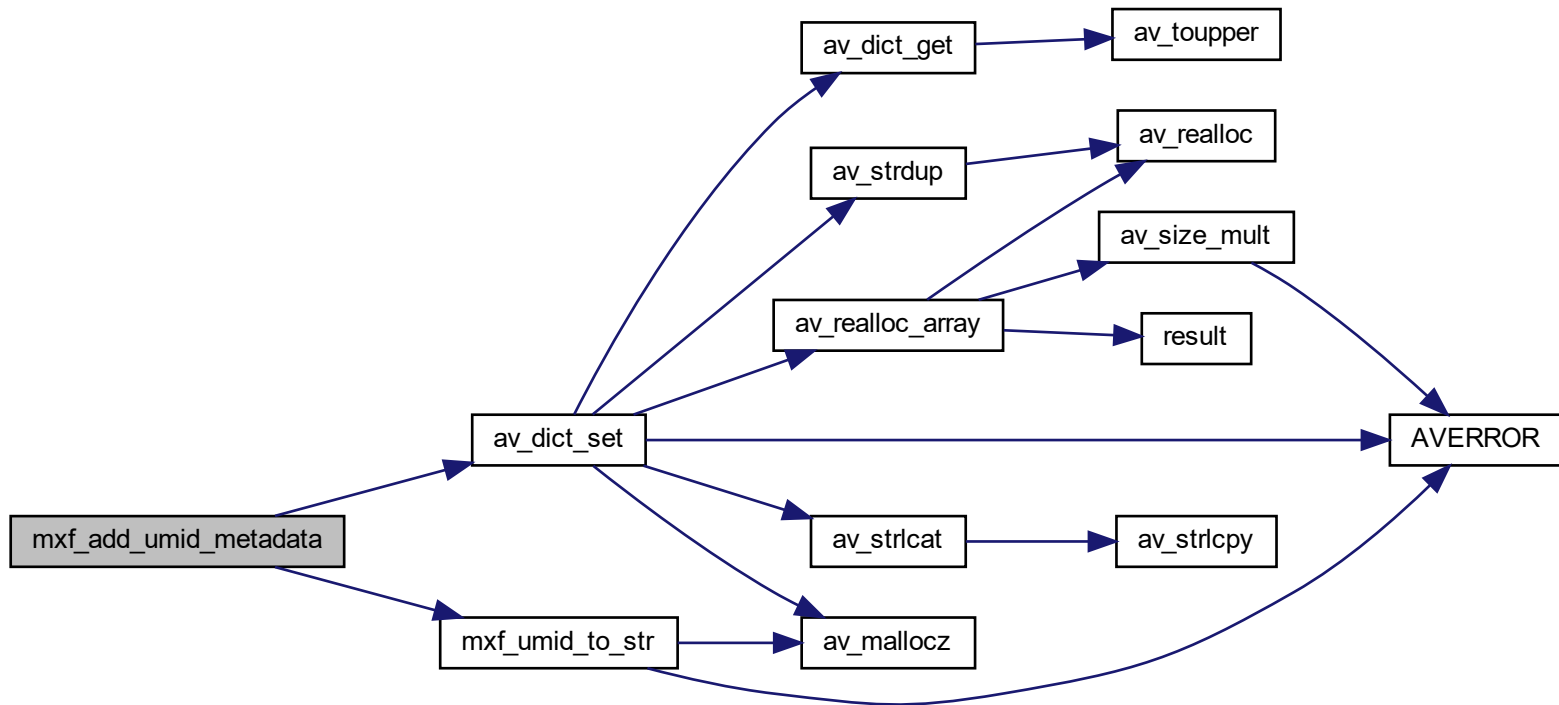 av_toupper
av_dict_get
av_realloc
av_strdup
av_size_mult
av_realloc_array
result
av_dict_set
AVERROR
mxf_add_umid_metadata
av_strlcat
av_strlcpy
mxf_umid_to_str
av_mallocz